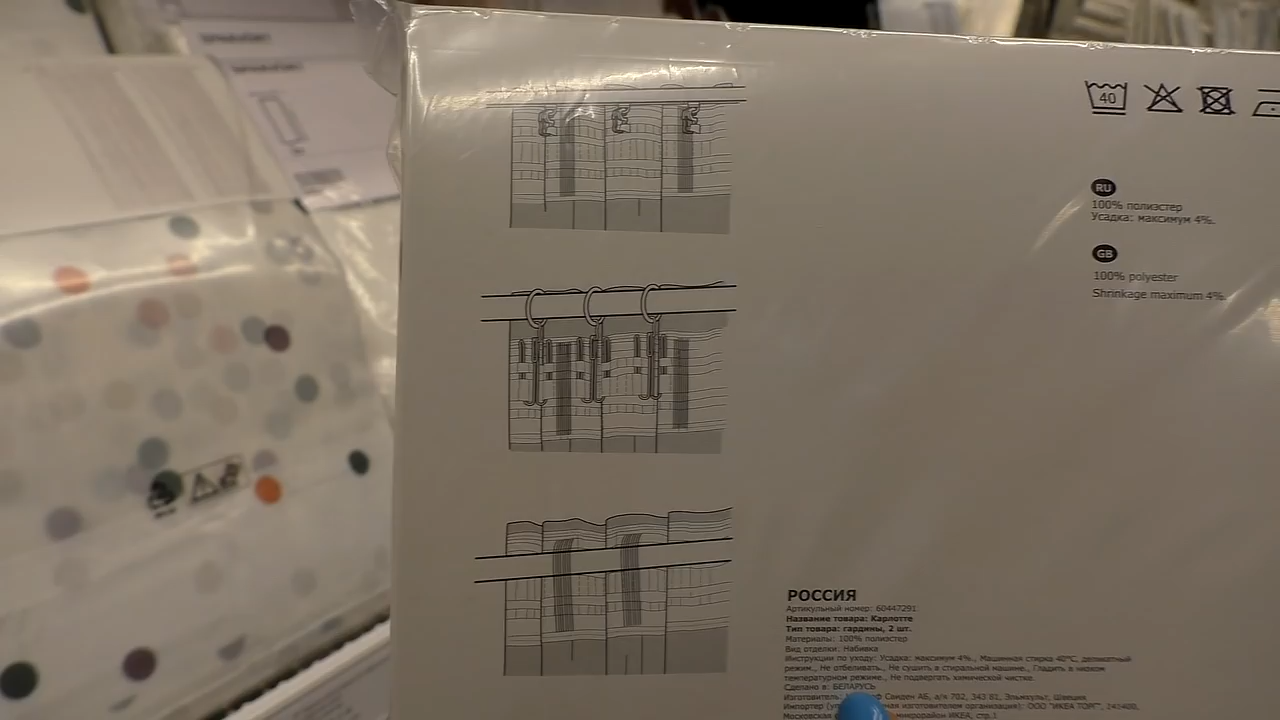 40
RU
100% полиэстер
Усадка: максимум 4%.
GB
100% polyester
Shrinkage maximum 4%.
РОССИЯ
Артикульный номер: 60447291
Название товара: Карлотте
Тип товара: гардины, 2 шт.
Материалы: 100% полиэстер
Вид отделки: Набивка
Инструкции по уходу: Усадка: максимум 4%., Машинная стирка 40°C, деликатный
режим., Не отбеливать., Не сушить в стиральной машине., Гладить в низком
температурном режиме., Не подвергать химической чистке.
Сделано в: БЕЛАРУСЬ
Изготовитель: оф Свиден АБ, а/я 702, 343 81, Эльмхульт, Швеция
Импортер (уп ная изготовителем организация): ООО "ИКЕА ТОРГ", 141400,
Московская микрорайон ИКЕА, стр.1